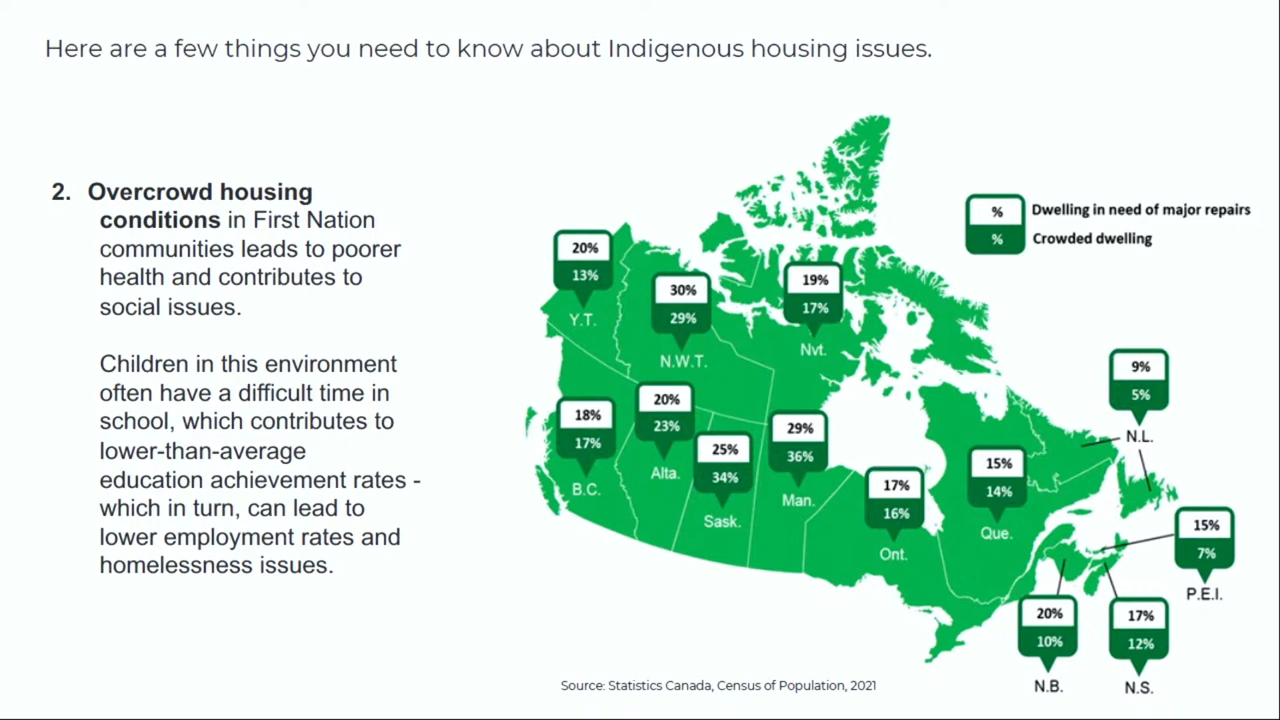 Here are a few things you need to know about Indigenous housing issues.
2. Overcrowd housing
conditions in First Nation
communities leads to poorer
health and contributes to
social issues.
Children in this environment
often have a difficult time in
school, which contributes to
lower-than-average
education achievement rates -
which in turn, can lead to
lower employment rates and
homelessness issues.
% Dwelling in need of major repairs
% Crowded dwelling
20%
13%
Y.T.
30%
29%
N.W.T.
19%
17%
Nvt.
9%
5%
N.L.
18%
17%
B.C.
20%
23%
Alta.
25%
34%
Sask.
29%
36%
Man.
17%
16%
Ont.
15%
14%
Que.
15%
7%
P.E.I.
20%
10%
N.B.
17%
12%
N.S.
Source: Statistics Canada, Census of Population, 2021